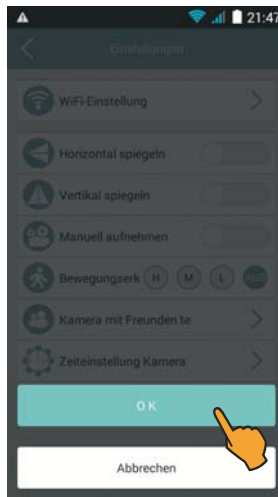 21:47
Einstellungen
WiFi-Einstellung
Horizontal spiegeln
Vertikal spiegeln
Manuell aufnehmen
Bewegungserk H M L
Kamera mit Freunden te
Zeiteinstellung Kamera
OK
Abbrechen